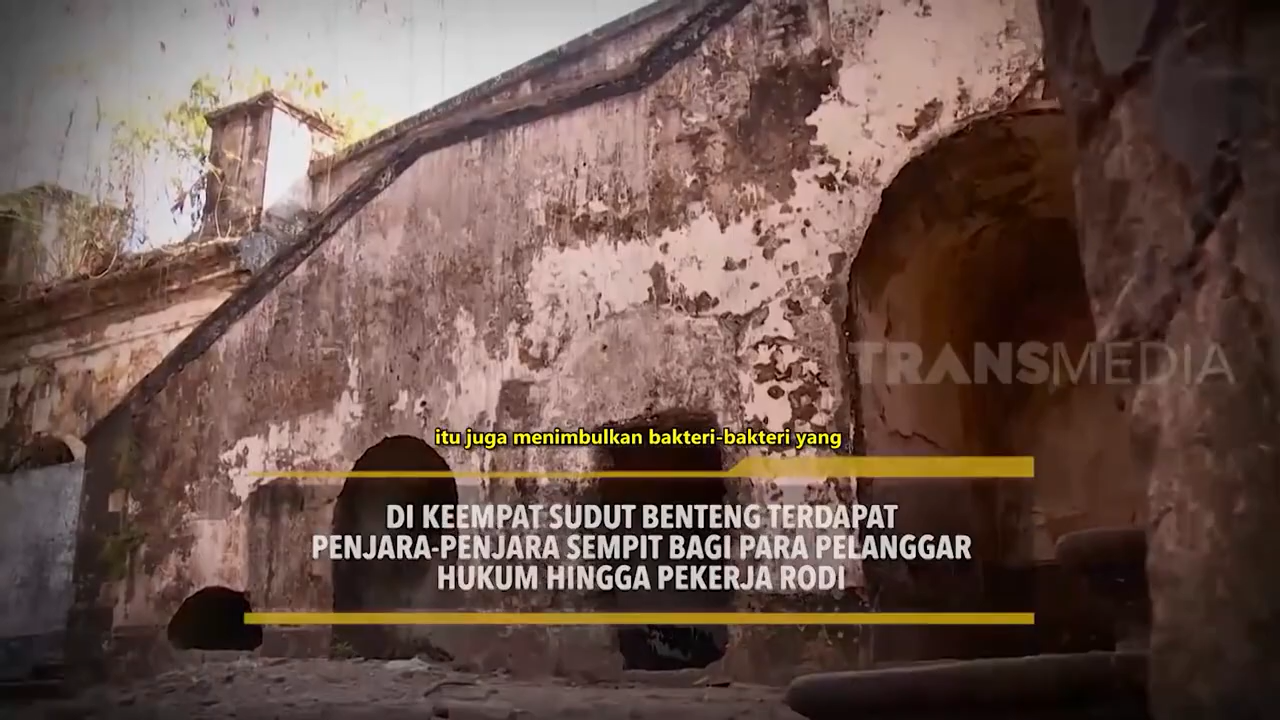 TRANSMEDIA
itu juga menimbulkan bakteri-bakteri yang
DI KEEMPAT SUDUT BENTENG TERDAPAT
PENJARA-PENJARA SEMPIT BAGI PARA PELANGGAR
HUKUM HINGGA PEKERJA RODI